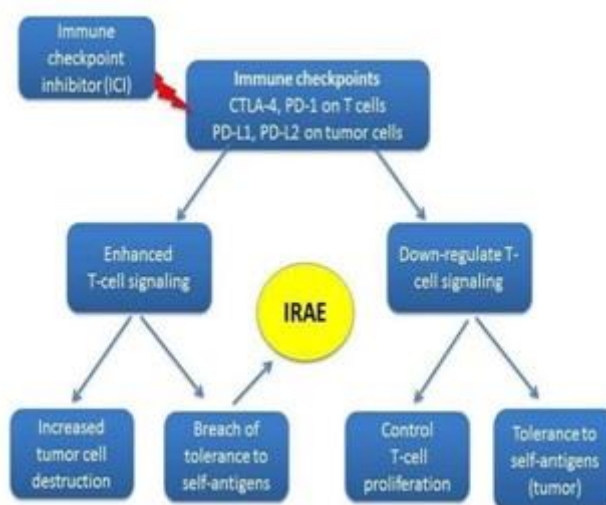 Immune
checkpoint
inhibitor (ICI)
Immune checkpoints
CTLA-4, PD-1 on T cells
PD-L1, PD-L2 on tumor cells
Enhanced
T-cell signaling
Down-regulate T-
cell signaling
IRAE
Increased
tumor cell
destruction
Breach of
tolerance to
self-antigens
Control
T-cell
proliferation
Tolerance to
self-antigens
(tumor)